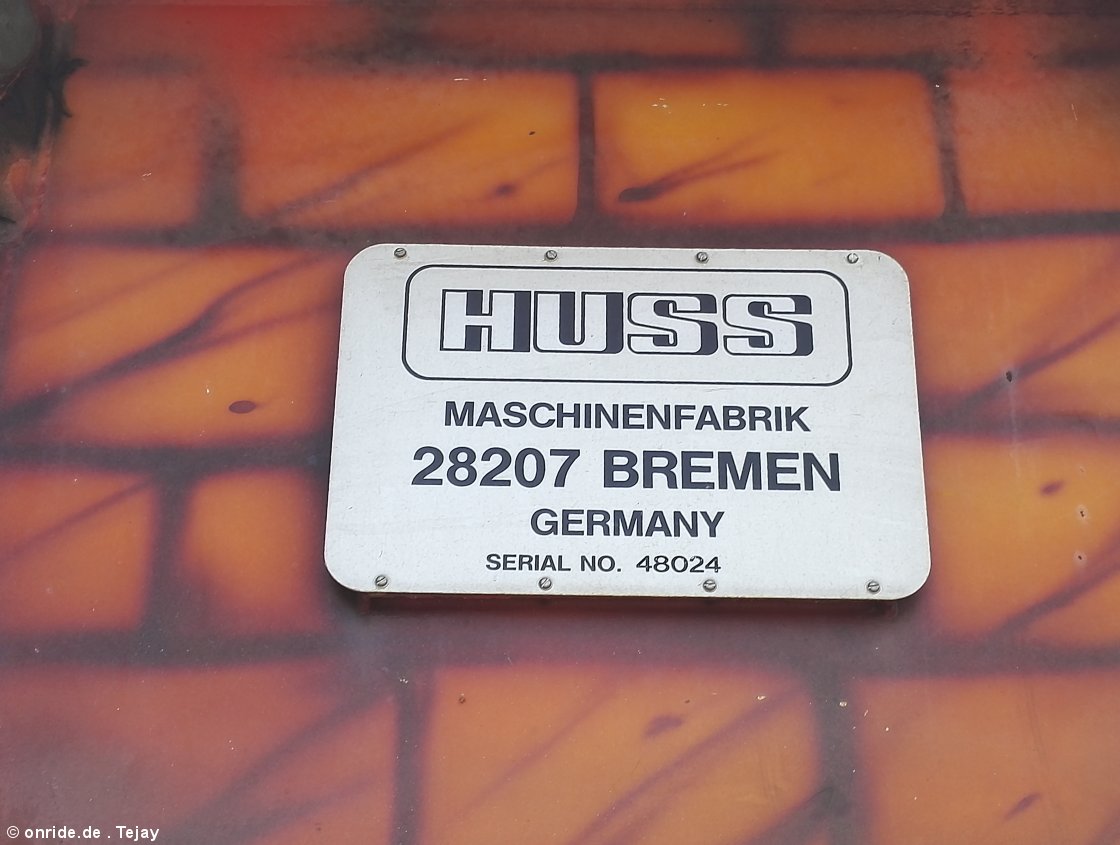 HUSS
MASCHINENFABRIK
28207 BREMEN
GERMANY
SERIAL NO. 48024
© onride.de . Tejay